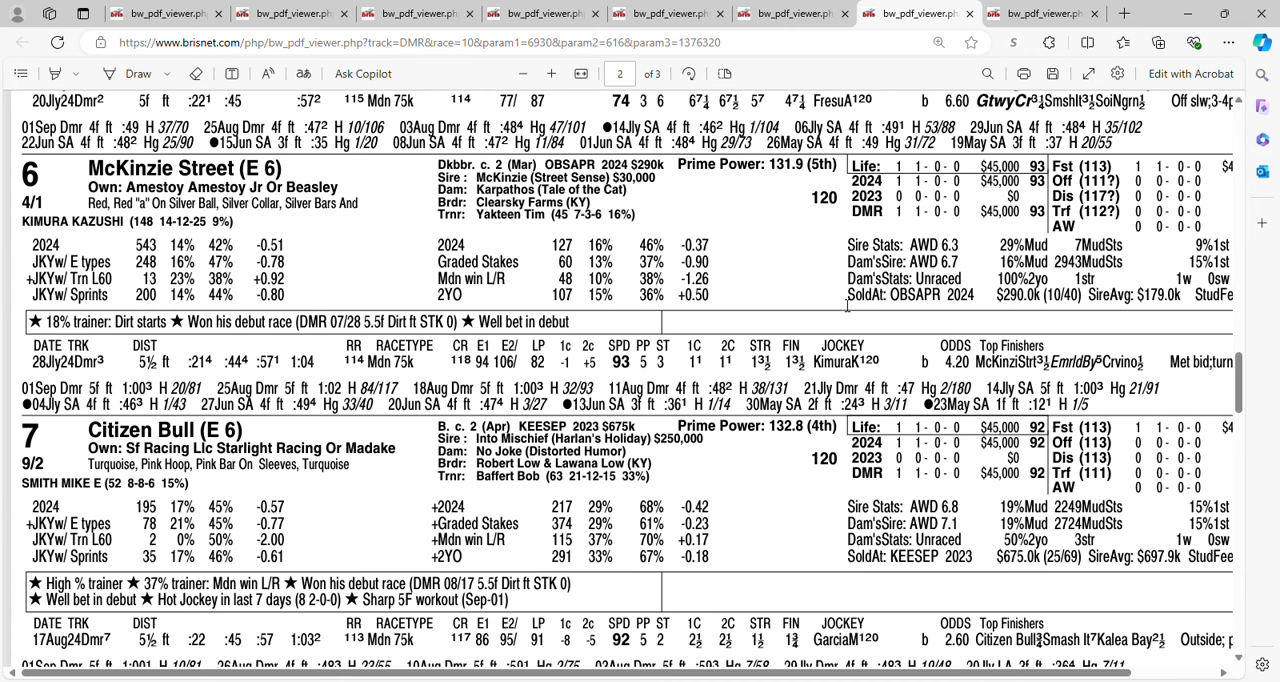 bw_pdf_viewer.php bw_pdf_viewer.php bw_pdf_viewer.php bw_pdf_viewer.php bw_pdf_viewer.php bw_pdf_viewer.php bw_pdf_viewer.php bw_pdf_viewer.php
https://www.brisnet.com/php/bw_pdf_viewer.php?track=DMR&race=10&param1=6930&param2=616&param3=1376320
Draw Ask Copilot 2 of 3 Edit with Acrobat
20Jly24Dmr² 5f ft :22¹ :45 :57² 115 Mdn 75k 114 77/ 87 74 3 6 6⁷¼ 6⁷½ 5⁷ 4⁷¼ FresuA¹²⁰ b 6.60 GtwyCr³¼SmshIt³½SoiNgrn½ Off slw;3-4p
01Sep Dmr 4f ft :49 H 37/70 25Aug Dmr 4f ft :47² H 10/106 03Aug Dmr 4f ft :48⁴ Hg 47/101 ●14Jly SA 4f ft :46² H 1/104 06Jly SA 4f ft :49¹ H 53/88 29Jun SA 4f ft :48⁴ H 35/102
22Jun SA 4f ft :48² H 25/90 ●15Jun SA 3f ft :35 H 1/20 08Jun SA 4f ft :47² H 11/84 01Jun SA 4f ft :48⁴ Hg 29/73 26May SA 4f ft :49 Hg 31/72 19May SA 3f ft :37 H 20/55
6 McKinzie Street (E 6) Dkbbr. c. 2 (Mar) OBSAPR 2024 $290k Prime Power: 131.9 (5th) Life: 1 1- 0- 0 $45,000 93 Fst (113) 1 1- 0- 0 $4
Own: Amestoy Amestoy Jr Or Beasley Sire : McKinzie (Street Sense) $30,000 2024 1 1- 0- 0 $45,000 93 Off (111?) 0 0- 0- 0
4/1 Red, Red "a" On Silver Ball, Silver Collar, Silver Bars And Dam: Karpathos (Tale of the Cat) 120 2023 0 0- 0- 0 $0 Dis (117?) 0 0- 0- 0
Brdr: Clearsky Farms (KY) DMR 1 1- 0- 0 $45,000 93 Trf (112?) 0 0- 0- 0
KIMURA KAZUSHI (148 14-12-25 9%) Trnr: Yakteen Tim (45 7-3-6 16%) AW 0 0- 0- 0
2024 543 14% 42% -0.51 2024 127 16% 46% -0.37 Sire Stats: AWD 6.3 29%Mud 7MudSts 9%1st
JKYw/ E types 248 16% 47% -0.78 Graded Stakes 60 13% 37% -0.90 Dam'sSire: AWD 6.7 16%Mud 2943MudSts 15%1st
+JKYw/ Trn L60 13 23% 38% +0.92 Mdn win L/R 48 10% 38% -1.26 Dam'sStats: Unraced 100%2yo 1str 1w 0sw
JKYw/ Sprints 200 14% 44% -0.80 2YO 107 15% 36% +0.50 SoldAt: OBSAPR 2024 $290.0k (10/40) SireAvg: $179.0k StudFe
★ 18% trainer: Dirt starts ★ Won his debut race (DMR 07/28 5.5f Dirt ft STK 0) ★ Well bet in debut
DATE TRK DIST RR RACETYPE CR E1 E2/ LP 1c 2c SPD PP ST 1C 2C STR FIN JOCKEY ODDS Top Finishers
28Jly24Dmr³ 5½ ft :21⁴ :44⁴ :57¹ 1:04 114 Mdn 75k 118 94 106/ 82 -1 +5 93 5 3 1¹ 1¹ 1³½ 1³½ KimuraK¹²⁰ b 4.20 McKinziStrt³½EmrldBy⁵Crvino½ Met bid;turn
01Sep Dmr 5f ft 1:00³ H 20/81 25Aug Dmr 5f ft 1:02 H 84/117 18Aug Dmr 5f ft 1:00³ H 32/93 11Aug Dmr 4f ft :48² H 38/131 21Jly Dmr 4f ft :47 Hg 2/180 14Jly SA 5f ft 1:00³ Hg 21/91
●04Jly SA 4f ft :46³ H 1/43 27Jun SA 4f ft :49⁴ Hg 33/40 20Jun SA 4f ft :47⁴ H 3/27 ●13Jun SA 3f ft :36¹ H 1/14 30May SA 2f ft :24³ H 3/11 ●23May SA 1f ft :12¹ H 1/5
7 Citizen Bull (E 6) B. c. 2 (Apr) KEESEP 2023 $675k Prime Power: 132.8 (4th) Life: 1 1- 0- 0 $45,000 92 Fst (113) 1 1- 0- 0 $4
Own: Sf Racing Llc Starlight Racing Or Madake Sire : Into Mischief (Harlan's Holiday) $250,000 2024 1 1- 0- 0 $45,000 92 Off (113) 0 0- 0- 0
9/2 Turquoise, Pink Hoop, Pink Bar On Sleeves, Turquoise Dam: No Joke (Distorted Humor) 120 2023 0 0- 0- 0 $0 Dis (113) 0 0- 0- 0
Brdr: Robert Low & Lawana Low (KY) DMR 1 1- 0- 0 $45,000 92 Trf (111) 0 0- 0- 0
SMITH MIKE E (52 8-8-6 15%) Trnr: Baffert Bob (63 21-12-15 33%) AW 0 0- 0- 0
2024 195 17% 45% -0.57 +2024 217 29% 68% -0.42 Sire Stats: AWD 6.8 19%Mud 2249MudSts 15%1st
+JKYw/ E types 78 21% 45% -0.77 +Graded Stakes 374 29% 61% -0.23 Dam'sSire: AWD 7.1 19%Mud 2724MudSts 15%1st
JKYw/ Trn L60 2 0% 50% -2.00 +Mdn win L/R 115 37% 70% +0.17 Dam'sStats: Unraced 50%2yo 3str 1w 0sw
JKYw/ Sprints 35 17% 46% -0.61 +2YO 291 33% 67% -0.18 SoldAt: KEESEP 2023 $675.0k (25/69) SireAvg: $697.9k StudFee
★ High % trainer ★ 37% trainer: Mdn win L/R ★ Won his debut race (DMR 08/17 5.5f Dirt ft STK 0)
★ Well bet in debut ★ Hot Jockey in last 7 days (8 2-0-0) ★ Sharp 5F workout (Sep-01)
DATE TRK DIST RR RACETYPE CR E1 E2/ LP 1c 2c SPD PP ST 1C 2C STR FIN JOCKEY ODDS Top Finishers
17Aug24Dmr⁷ 5½ ft :22 :45 :57 1:03² 113 Mdn 75k 117 86 95/ 91 -8 -5 92 5 2 2½ 2½ 1½ 1¾ GarciaM¹²⁰ b 2.60 Citizen Bull¾Smash It⁷Kalea Bay²½ Outside; p